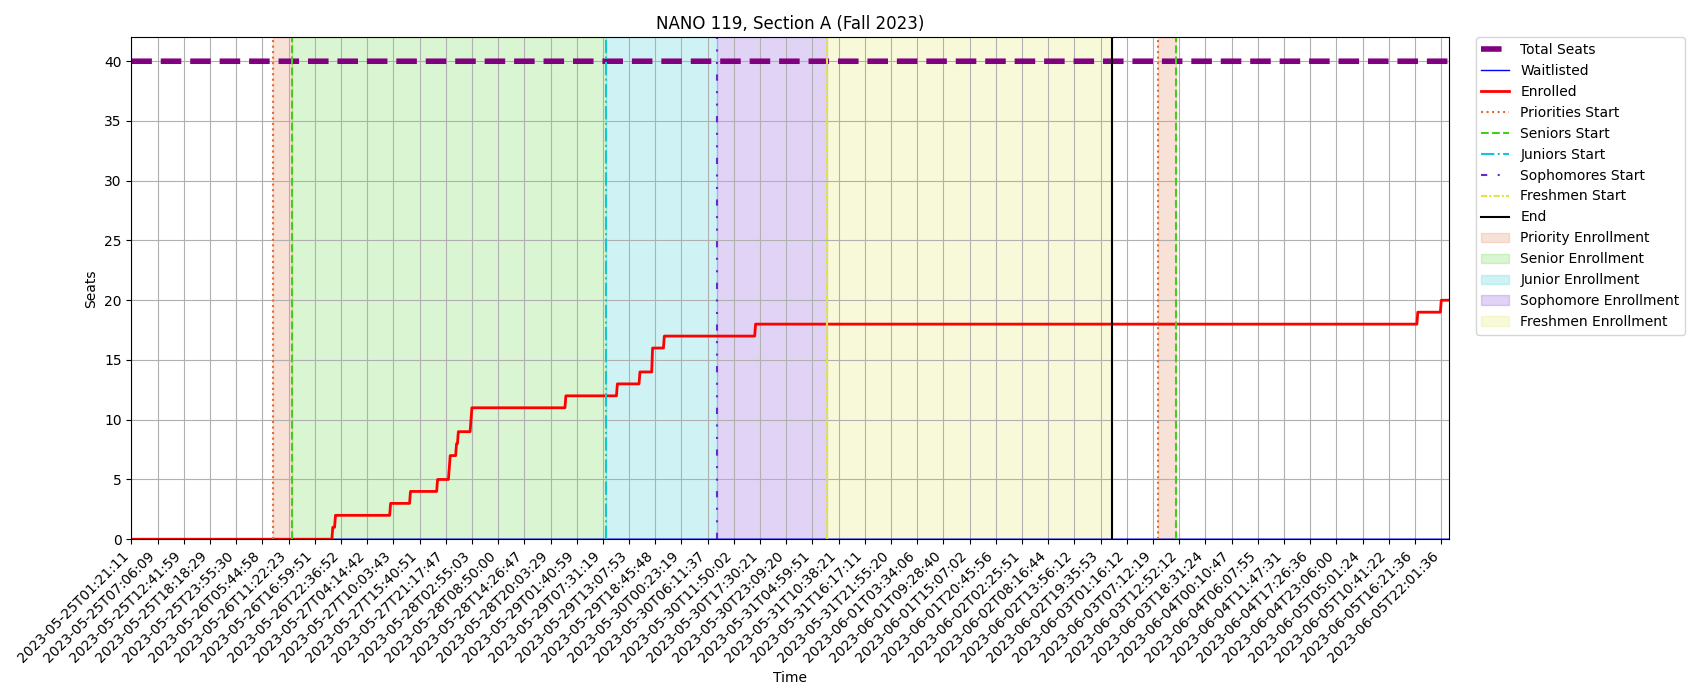 NANO 119, Section A (Fall 2023)
Seats
40
35
30
25
20
15
10
5
0
2023-05-25T01:21:11
2023-05-25T07:06:09
2023-05-25T12:41:59
2023-05-25T18:18:29
2023-05-25T23:55:30
2023-05-26T05:44:58
2023-05-26T11:22:23
2023-05-26T16:59:51
2023-05-26T22:36:52
2023-05-27T04:14:42
2023-05-27T10:03:43
2023-05-27T15:40:51
2023-05-27T21:17:47
2023-05-28T02:55:03
2023-05-28T08:50:00
2023-05-28T14:26:47
2023-05-28T20:03:29
2023-05-29T01:40:59
2023-05-29T07:31:19
2023-05-29T13:07:53
2023-05-29T18:45:48
2023-05-30T00:23:19
2023-05-30T06:11:37
2023-05-30T11:50:02
2023-05-30T17:30:21
2023-05-30T23:09:20
2023-05-31T04:59:51
2023-05-31T10:38:21
2023-05-31T16:17:11
2023-05-31T21:55:20
2023-06-01T03:34:06
2023-06-01T09:28:40
2023-06-01T15:07:02
2023-06-01T20:45:56
2023-06-02T02:25:51
2023-06-02T08:16:44
2023-06-02T13:56:12
2023-06-02T19:35:53
2023-06-03T01:16:12
2023-06-03T07:12:19
2023-06-03T12:52:12
2023-06-03T18:31:24
2023-06-04T00:10:47
2023-06-04T06:07:55
2023-06-04T11:47:31
2023-06-04T17:26:36
2023-06-04T23:06:00
2023-06-05T05:01:24
2023-06-05T10:41:22
2023-06-05T16:21:36
2023-06-05T22:01:36
Time
Total Seats
Waitlisted
Enrolled
Priorities Start
Seniors Start
Juniors Start
Sophomores Start
Freshmen Start
End
Priority Enrollment
Senior Enrollment
Junior Enrollment
Sophomore Enrollment
Freshmen Enrollment